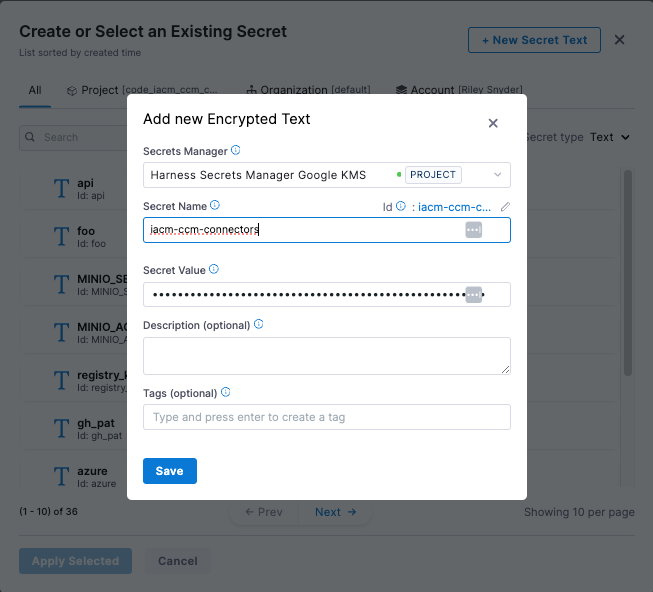 Create or Select an Existing Secret
List sorted by created time
+ New Secret Text
All
Project [code_iacm_ccm_c...
Organization [default]
Account [Riley Snyder]
Search
Secret type Text
api
Id: api
foo
Id: foo
MINIO_SE
Id: MINIO_S
MINIO_AC
Id: MINIO_A
registry_k
Id: registry_
gh_pat
Id: gh_pat
azure
Id: azure
(1 - 10) of 36
← Prev
Next →
Showing 10 per page
Apply Selected
Cancel
Add new Encrypted Text
Secrets Manager
Harness Secrets Manager Google KMS
PROJECT
Secret Name
Id : iacm-ccm-c...
iacm-ccm-connectors
Secret Value
Description (optional)
Tags (optional)
Type and press enter to create a tag
Save